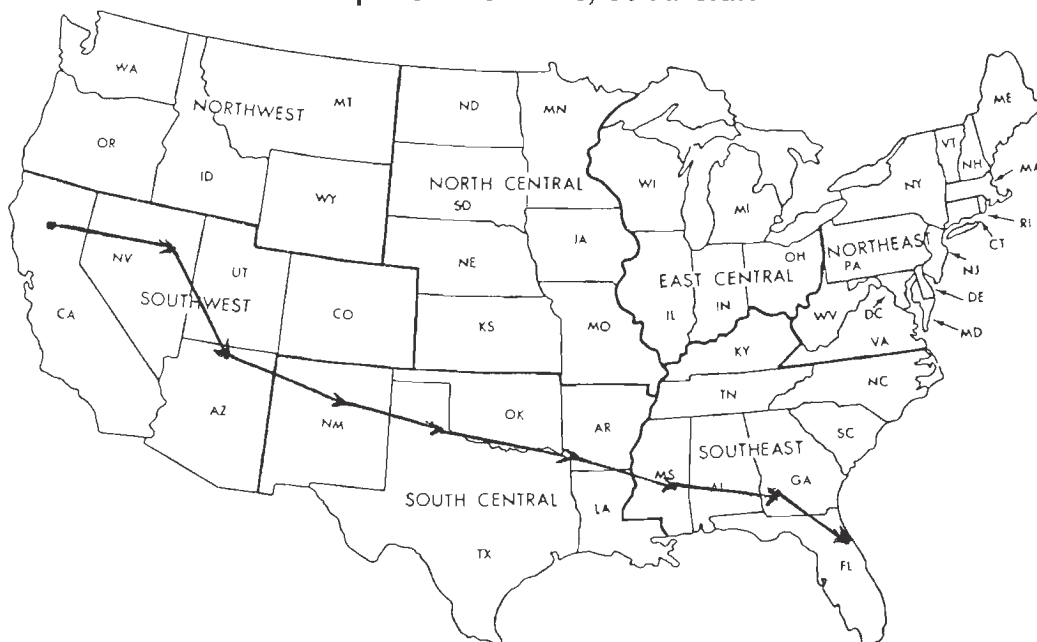 WA
MT
ND
MN
ME
NORTHWEST
OR
VT
NH
ID
WY
NORTH CENTRAL
SD
WI
MI
NY
MA
RI
CT
NV
UT
NE
IA
OH
NORTHEAST
PA
NJ
SOUTHWEST
EAST CENTRAL
DE
CA
CO
KS
MO
IL
IN
WV
DC
MD
KY
VA
AZ
NM
OK
AR
TN
NC
SC
SOUTHEAST
MS
AL
GA
SOUTH CENTRAL
LA
TX
FL